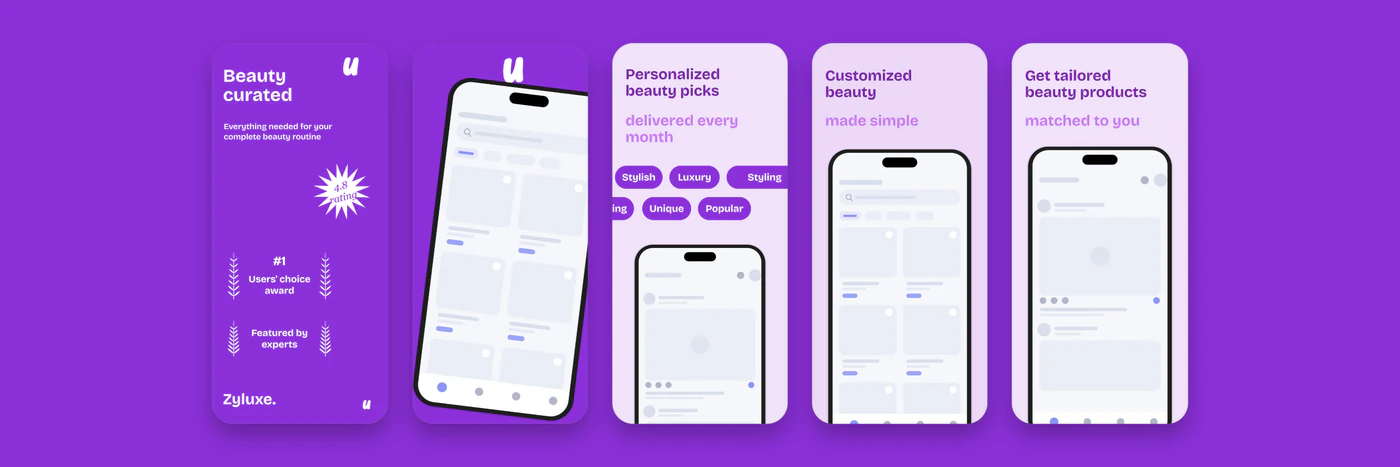 Beauty
curated
u
Everything needed for your
complete beauty routine
4.8
rating
#1
Users' choice
award
Featured by
experts
Zyluxe.
u
u
Personalized
beauty picks
delivered every
month
Stylish
Luxury
Styling
ing
Unique
Popular
Customized
beauty
made simple
Get tailored
beauty products
matched to you